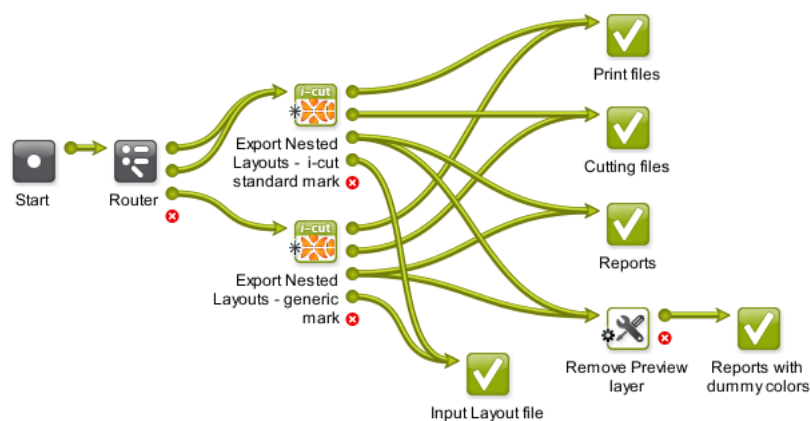 Print files
i-cut
Export Nested
Layouts - i-cut
standard mark
Cutting files
Start
Router
i-cut
Export Nested
Layouts - generic
mark
Reports
Remove Preview
layer
Reports with
dummy colors
Input Layout file